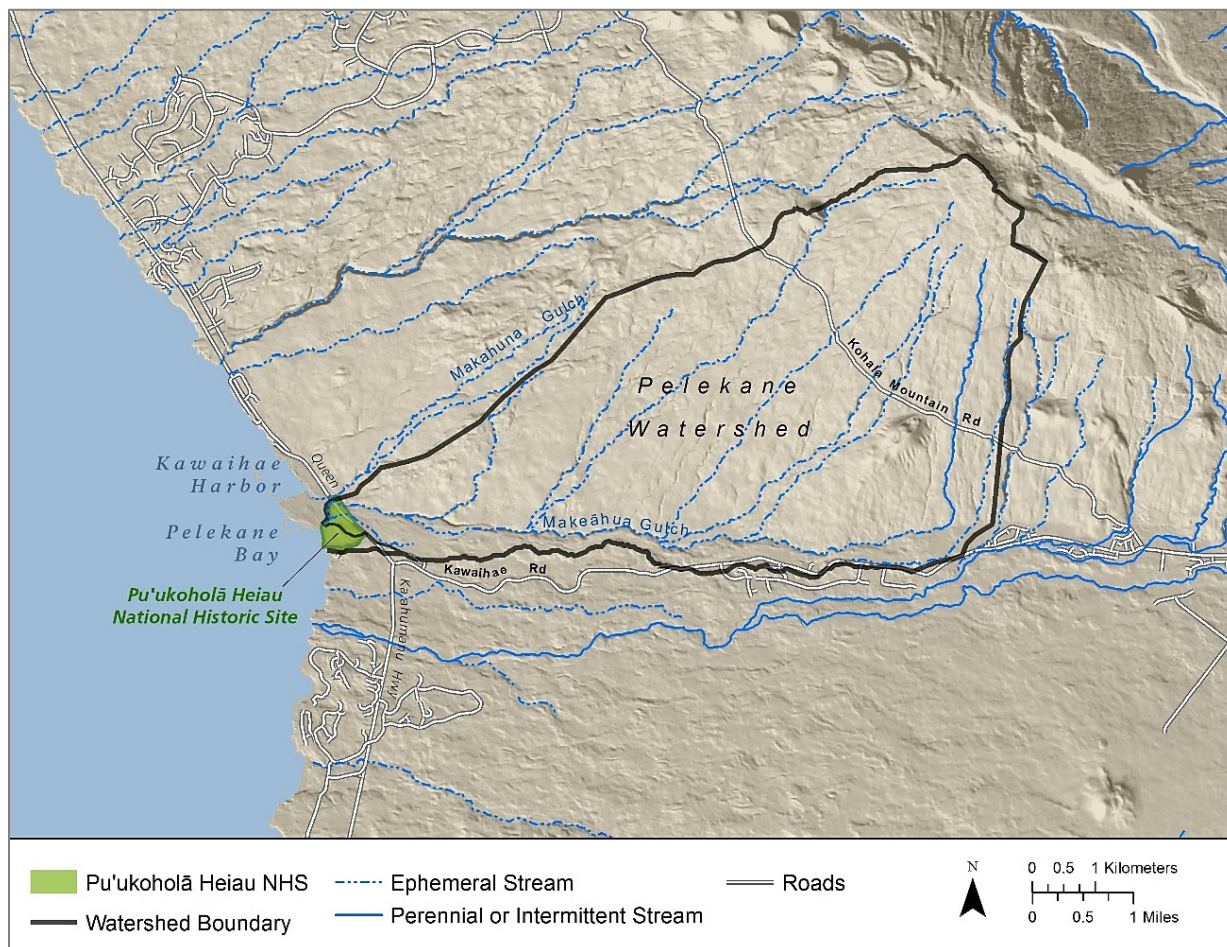 Makahuna Gulch
Kohala Mountain Rd
Pelekane
Watershed
Kawaihae
Harbor
Queen
Pelekane
Bay
Makeāhua Gulch
Kawaihae Rd
Pu'ukoholā Heiau
National Historic Site
Kaahumanu Hwy
Pu'ukoholā Heiau NHS
Watershed Boundary
Ephemeral Stream
Perennial or Intermittent Stream
Roads
N
0 0.5 1 Kilometers
0 0.5 1 Miles